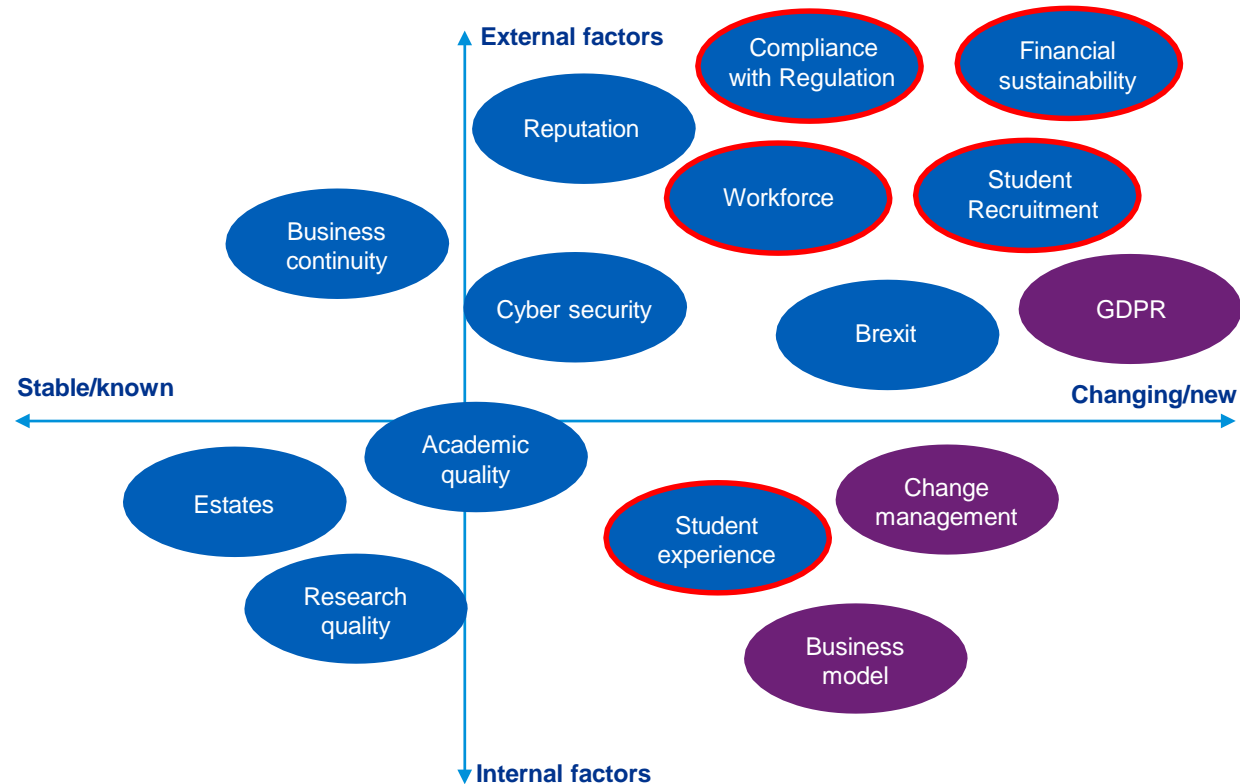 External factors
Compliance
with Regulation
Financial
sustainability
Reputation
Workforce
Student
Recruitment
Business
continuity
Cyber security
Brexit
GDPR
Stable/known
Changing/new
Academic
quality
Estates
Change
management
Student
experience
Research
quality
Business
model
Internal factors